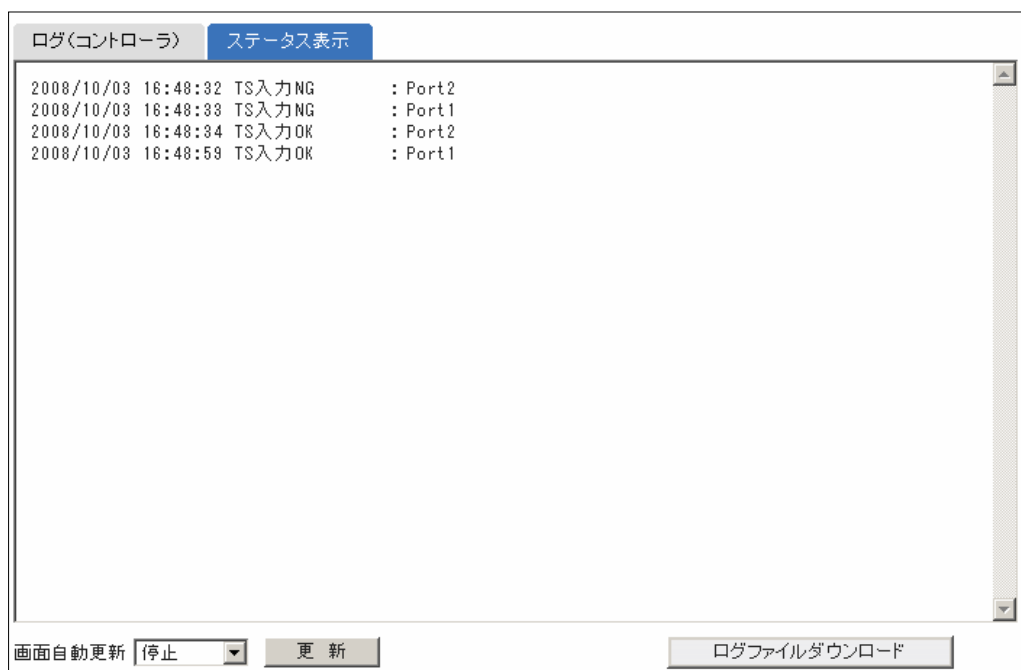 ログ(コントローラ) ステータス表示
2008/10/03 16:48:32 TS入力NG : Port2
2008/10/03 16:48:33 TS入力NG : Port1
2008/10/03 16:48:34 TS入力OK : Port2
2008/10/03 16:48:59 TS入力OK : Port1
画面自動更新 停止 更 新 ログファイルダウンロード